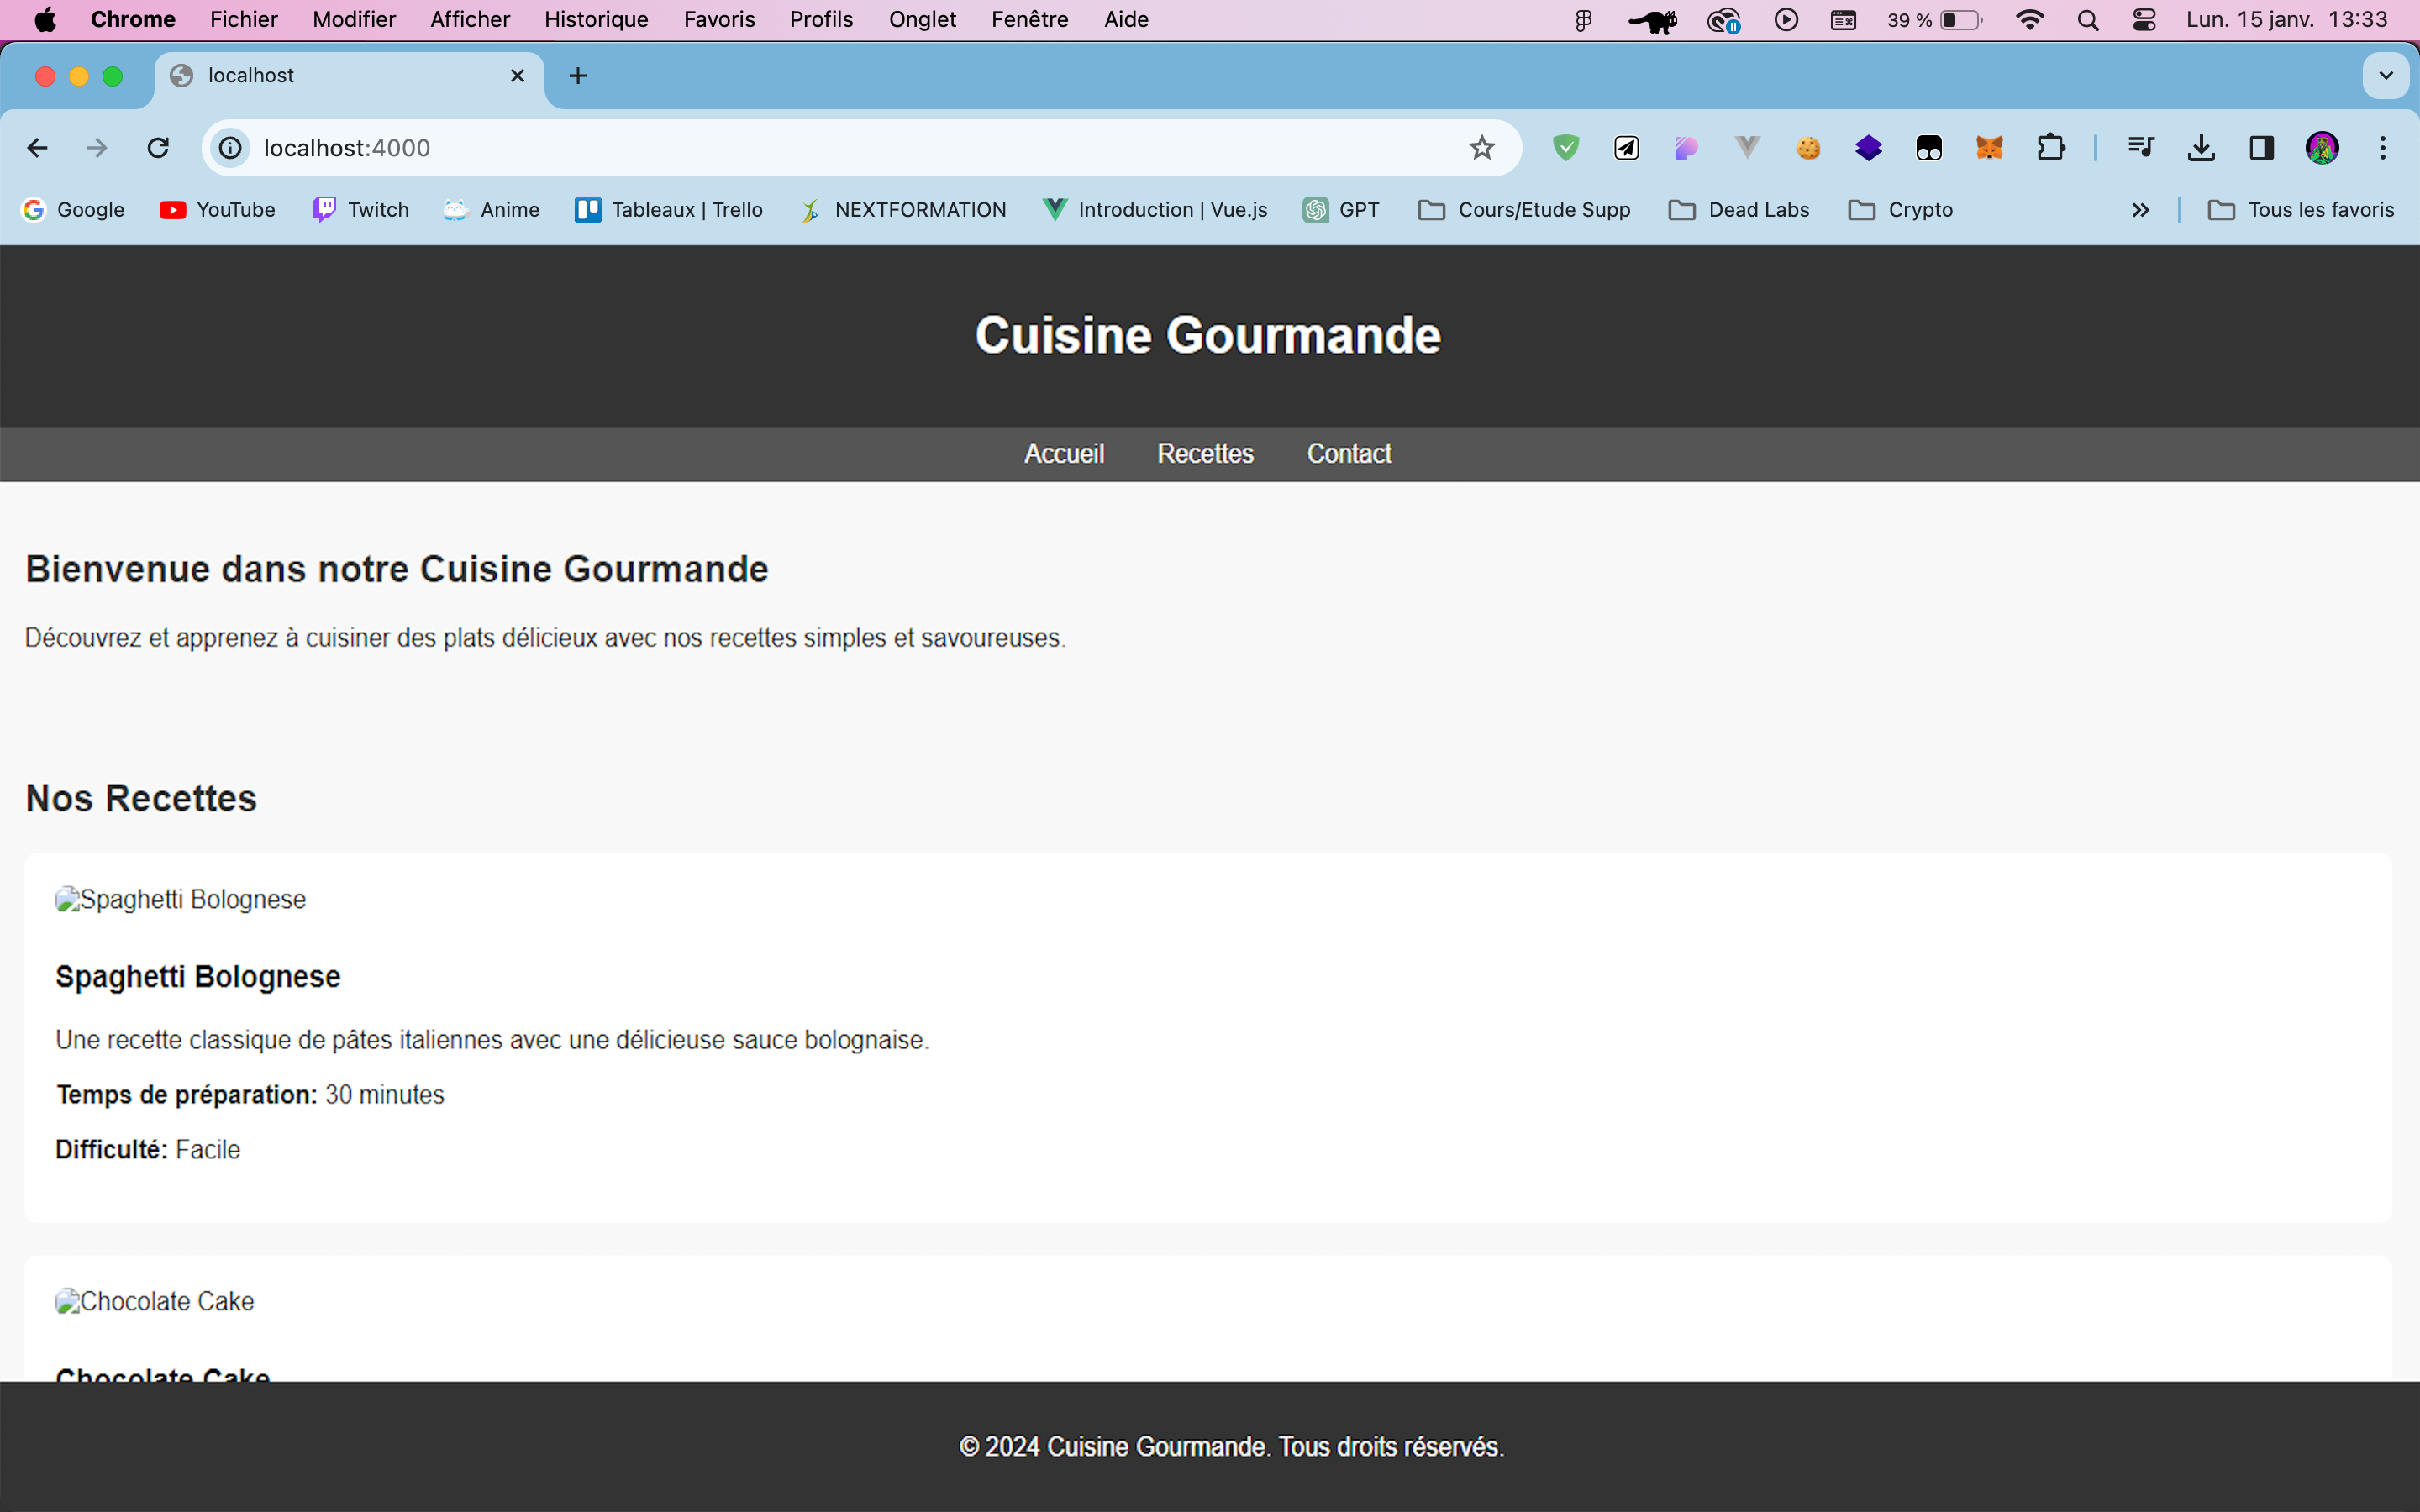 Chrome Fichier Modifier Afficher Historique Favoris Profils Onglet Fenêtre Aide 39 % Lun. 15 janv. 13:33
localhost
localhost:4000
Google YouTube Twitch Anime Tableaux | Trello NEXTFORMATION Introduction | Vue.js GPT Cours/Etude Supp Dead Labs Crypto Tous les favoris
Cuisine Gourmande
Accueil Recettes Contact
Bienvenue dans notre Cuisine Gourmande
Découvrez et apprenez à cuisiner des plats délicieux avec nos recettes simples et savoureuses.
Nos Recettes
Spaghetti Bolognese
Spaghetti Bolognese
Une recette classique de pâtes italiennes avec une délicieuse sauce bolognaise.
Temps de préparation: 30 minutes
Difficulté: Facile
Chocolate Cake
Chocolate Cake
© 2024 Cuisine Gourmande. Tous droits réservés.